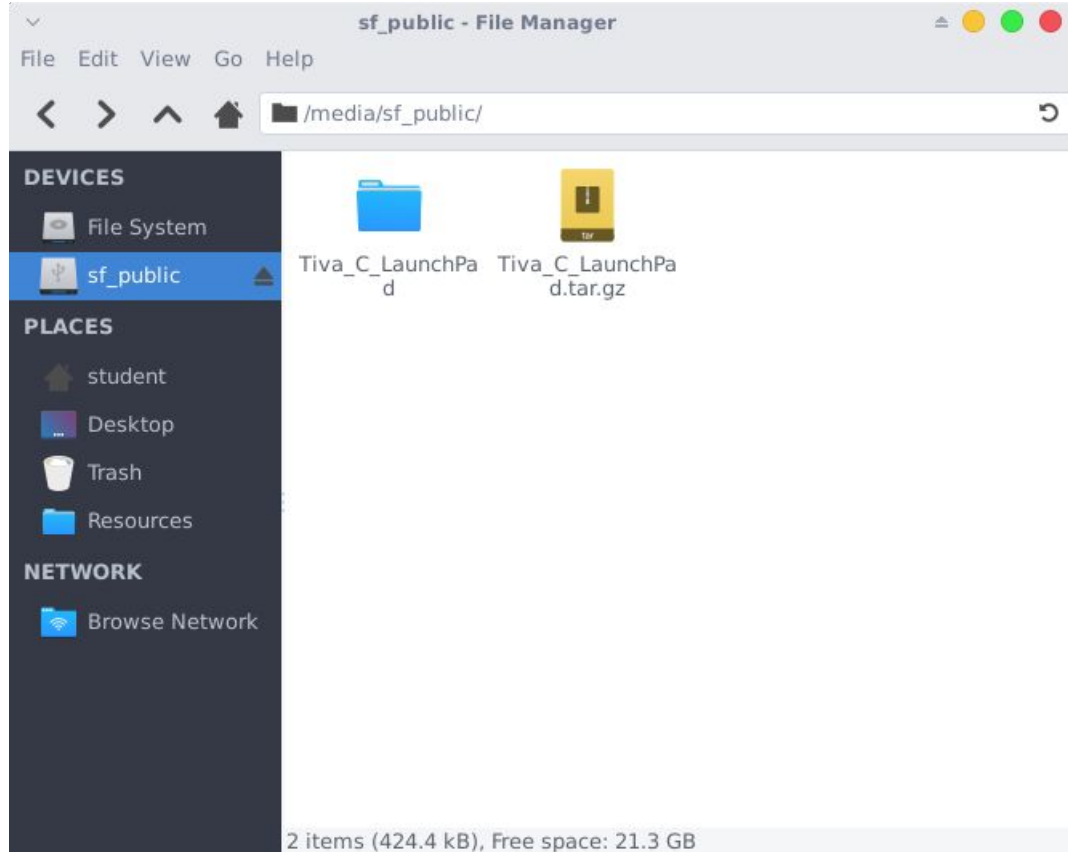 sf_public - File Manager
File Edit View Go Help
/media/sf_public/
DEVICES
File System
sf_public
PLACES
student
Desktop
Trash
Resources
NETWORK
Browse Network
tar
Tiva_C_LaunchPa
d
Tiva_C_LaunchPa
d.tar.gz
2 items (424.4 kB), Free space: 21.3 GB